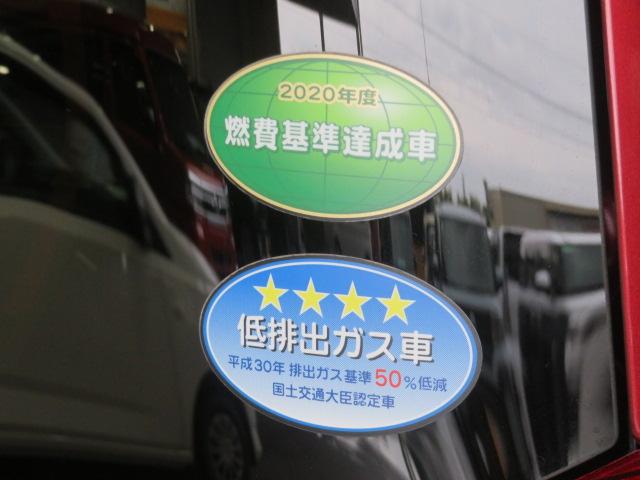 2020年度
燃費基準達成車
低排出ガス車
平成30年 排出ガス基準50%低減
国土交通大臣認定車